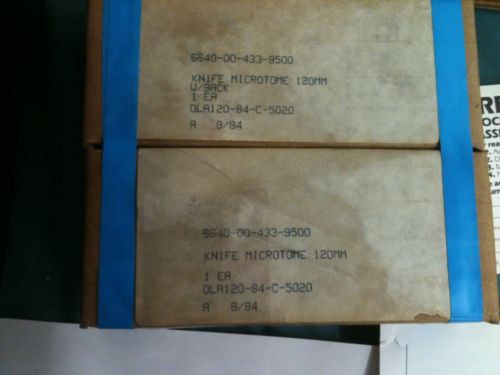 6640-00-433-9500
KNIFE MICROTOME 120MM
W/BACK
1 EA
DLA120-84-C-5020
A 8/84
6640-00-433-9500
KNIFE MICROTOME 120MM
1 EA
DLA120-84-C-5020
A 8/84